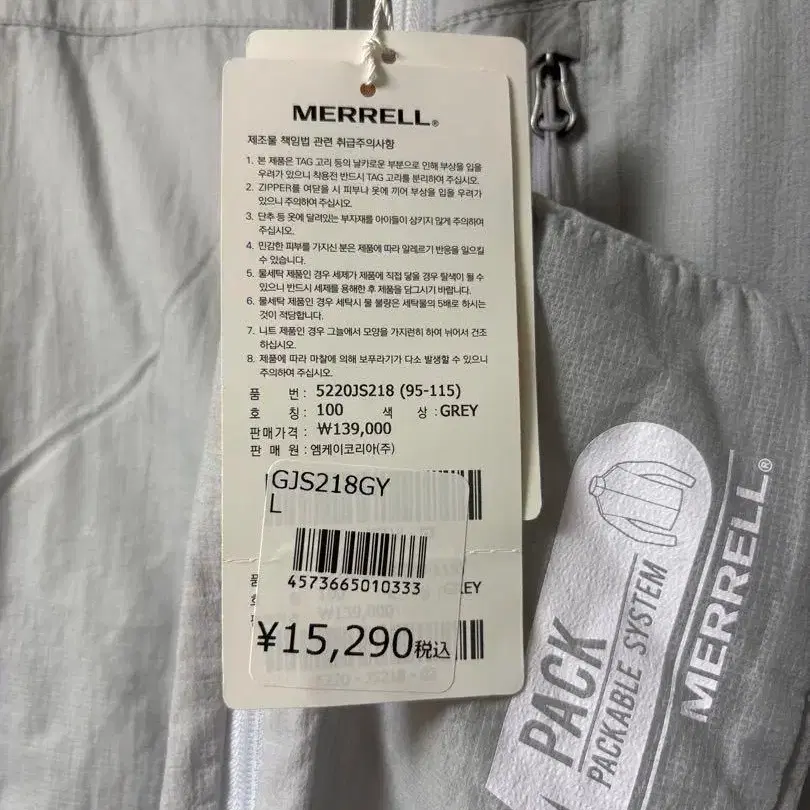 MERRELL®
제조물 책임법 관련 취급주의사항
1. 본 제품은 TAG 고리 등의 날카로운 부분으로 인해 부상을 입을
우려가 있으니 착용전 반드시 TAG 고리를 분리하여 주십시오.
2. ZIPPER를 여닫을 시 피부나 옷에 끼어 부상을 입을 우려가
있으니 주의하여 주십시오.
3. 단추 등 옷에 달려있는 부자재를 아이들이 삼키지 않게 주의하여
주십시오.
4. 민감한 피부를 가지신 분은 제품에 따라 알레르기 반응을 일으킬
수 있습니다.
5. 물세탁 제품인 경우 세제가 제품에 직접 닿을 경우 탈색이 될 수
있으니 반드시 세제를 용해한 후 제품을 담그시기 바랍니다.
6. 물세탁 제품인 경우 세탁시 물 불량은 세탁물의 5배로 하시는
것이 적당합니다.
7. 니트 제품인 경우 그늘에서 모양을 가지런히 하여 뉘어서 건조
하십시오.
8. 제품에 따라 마찰에 의해 보푸라기가 다소 발생할 수 있으니
주의하여 주십시오.
품 번 : 5220JS218 (95-115)
호 칭 : 100 색 상 : GREY
판매가격 : ₩139,000
판 매 원 : 엠케이코리아(주)
GJS218GY
L
4573665010333
GREY
₩139,000
¥15,290税込
5220-JS218-02
PACK
PACKABLE SYSTEM
MERRELL®